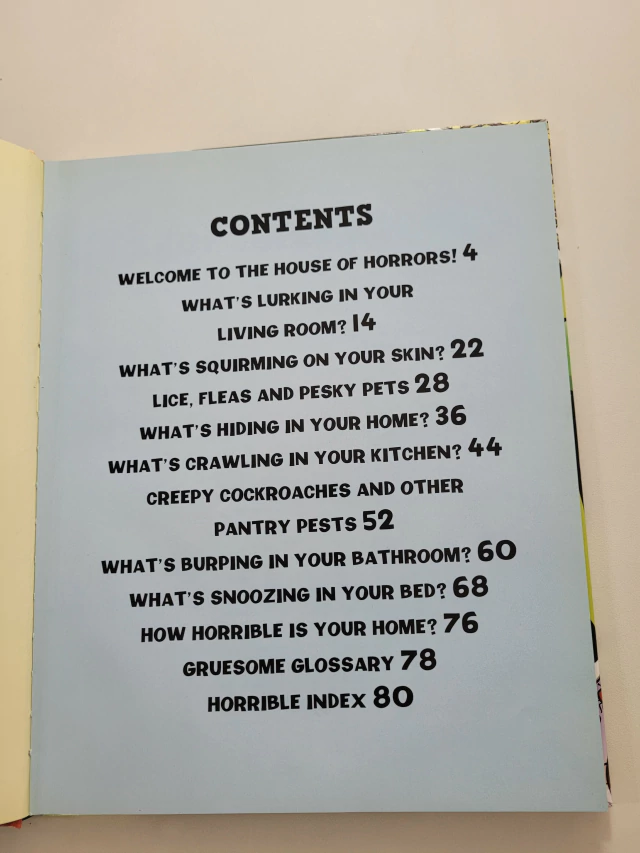 CONTENTS
WELCOME TO THE HOUSE OF HORRORS! 4
WHAT'S LURKING IN YOUR
LIVING ROOM? 14
WHAT'S SQUIRMING ON YOUR SKIN? 22
LICE, FLEAS AND PESKY PETS 28
WHAT'S HIDING IN YOUR HOME? 36
WHAT'S CRAWLING IN YOUR KITCHEN? 44
CREEPY COCKROACHES AND OTHER
PANTRY PESTS 52
WHAT'S BURPING IN YOUR BATHROOM? 60
WHAT'S SNOOZING IN YOUR BED? 68
HOW HORRIBLE IS YOUR HOME? 76
GRUESOME GLOSSARY 78
HORRIBLE INDEX 80